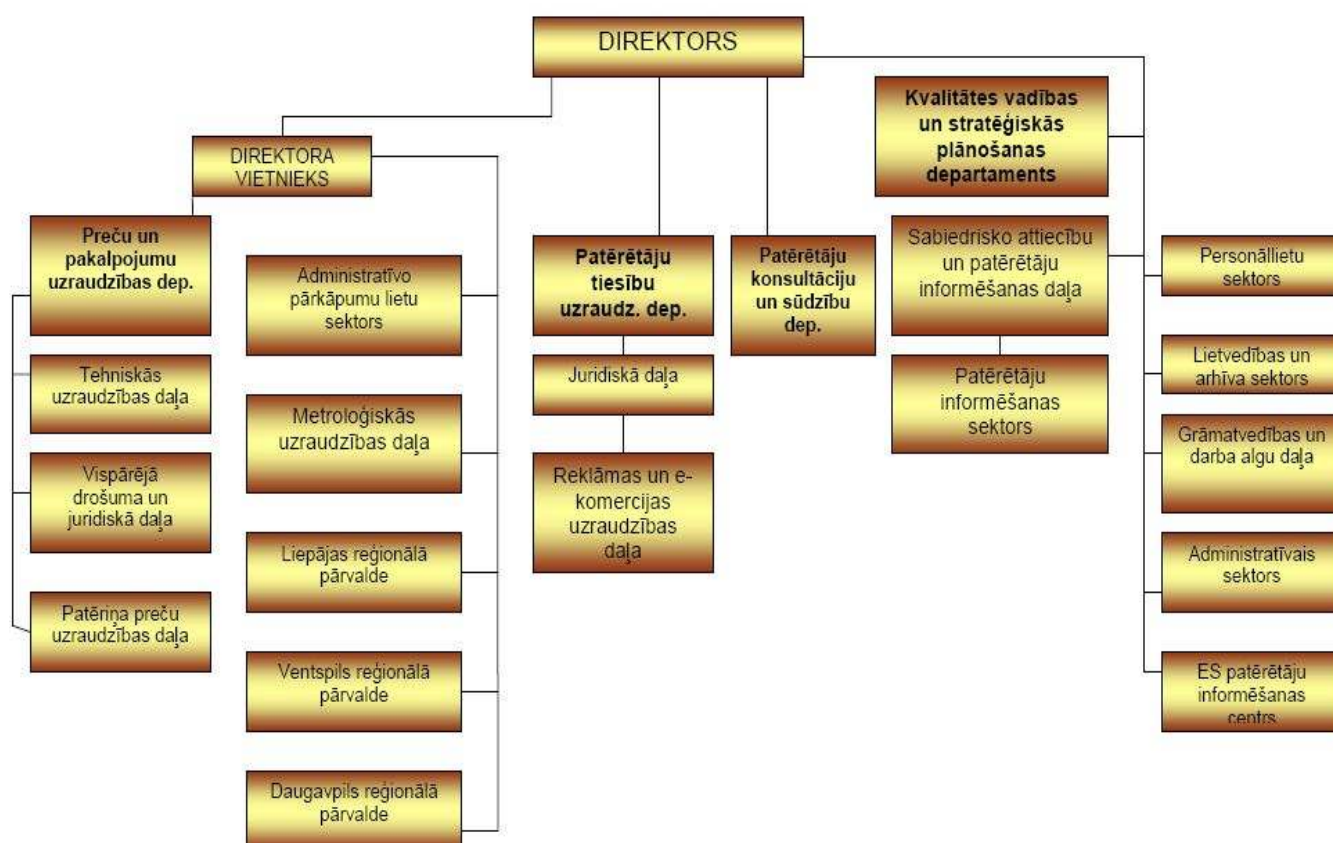 DIREKTORS
DIREKTORA
VIETNIEKS
Preču un
pakalpojumu
uzraudzības dep.
Tehniskās
uzraudzības daļa
Vispārējā
drošuma un
juridiskā daļa
Patēriņa preču
uzraudzības daļa
Administratīvo
pārkāpumu lietu
sektors
Metroloģiskās
uzraudzības daļa
Liepājas reģionālā
pārvalde
Ventspils reģionālā
pārvalde
Daugavpils reģionālā
pārvalde
Patērētāju
tiesību
uzraudz. dep.
Juridiskā daļa
Reklāmas un e-
komercijas
uzraudzības
daļa
Patērētāju
konsultāciju
un sūdzību
dep.
Kvalitātes vadības
un stratēģiskās
plānošanas
departaments
Sabiedrisko attiecību
un patērētāju
informēšanas daļa
Patērētāju
informēšanas
sektors
Personāllietu
sektors
Lietvedības un
arhīva sektors
Grāmatvedības un
darba algu daļa
Administratīvais
sektors
ES patērētāju
informēšanas
centrs